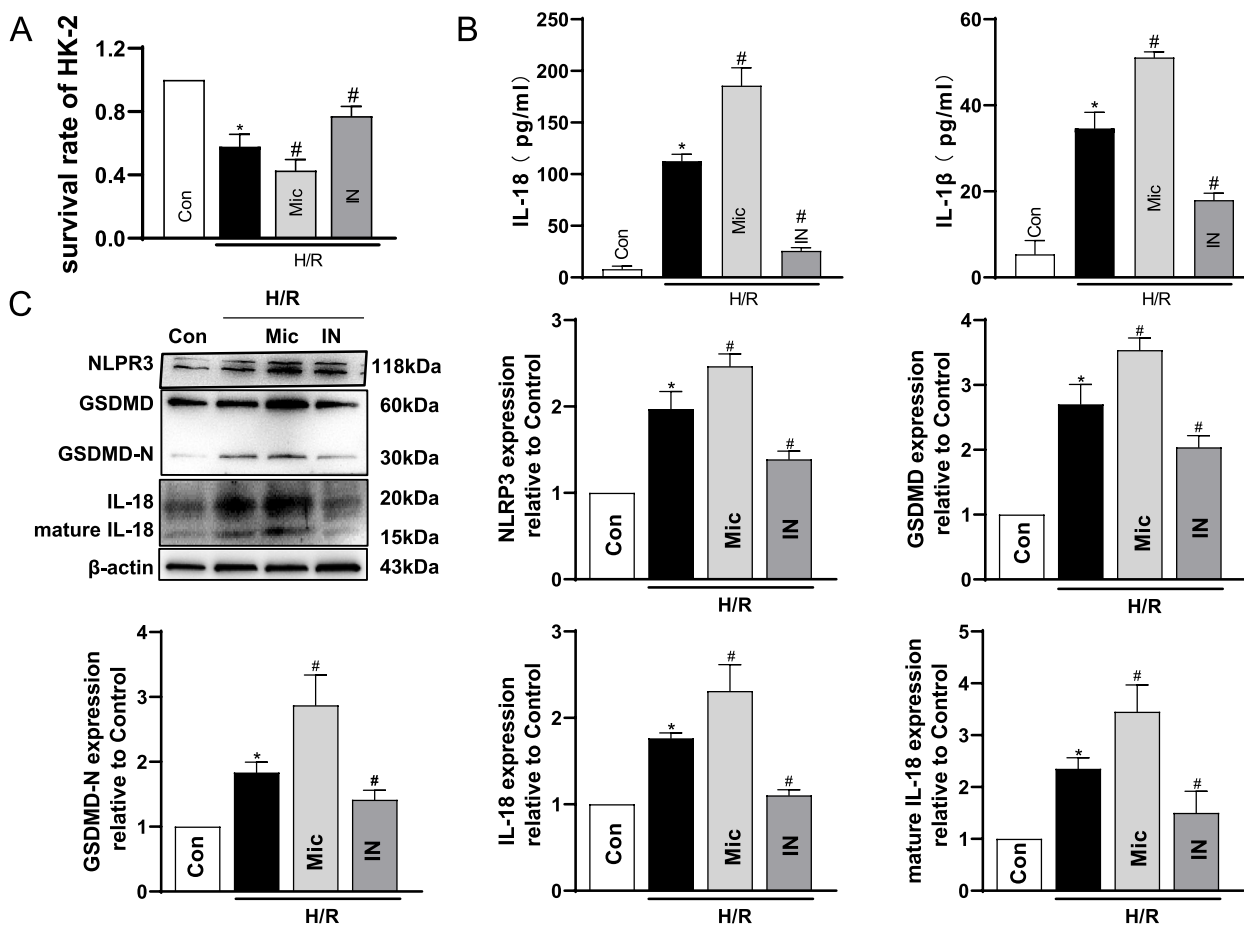 A
survival rate of HK-2
1.2
0.8
0.4
0.0
Con
*
#
Mic
#
IN
H/R
B
IL-18 ( pg/ml)
250
200
150
100
50
0
Con
*
#
Mic
#
IN
H/R
IL-1β ( pg/ml)
60
40
20
0
Con
*
#
Mic
#
IN
H/R
C
H/R
Con Mic IN
NLPR3 118kDa
GSDMD 60kDa
GSDMD-N 30kDa
IL-18 20kDa
mature IL-18 15kDa
β-actin 43kDa
NLRP3 expression
relative to Control
3
2
1
0
Con
*
#
Mic
#
IN
H/R
GSDMD expression
relative to Control
4
3
2
1
0
Con
*
#
Mic
#
IN
H/R
GSDMD-N expression
relative to Control
4
3
2
1
0
Con
*
#
Mic
#
IN
H/R
IL-18 expression
relative to Control
3
2
1
0
Con
*
#
Mic
#
IN
H/R
mature IL-18 expression
relative to Control
5
4
3
2
1
0
Con
*
#
Mic
#
IN
H/R